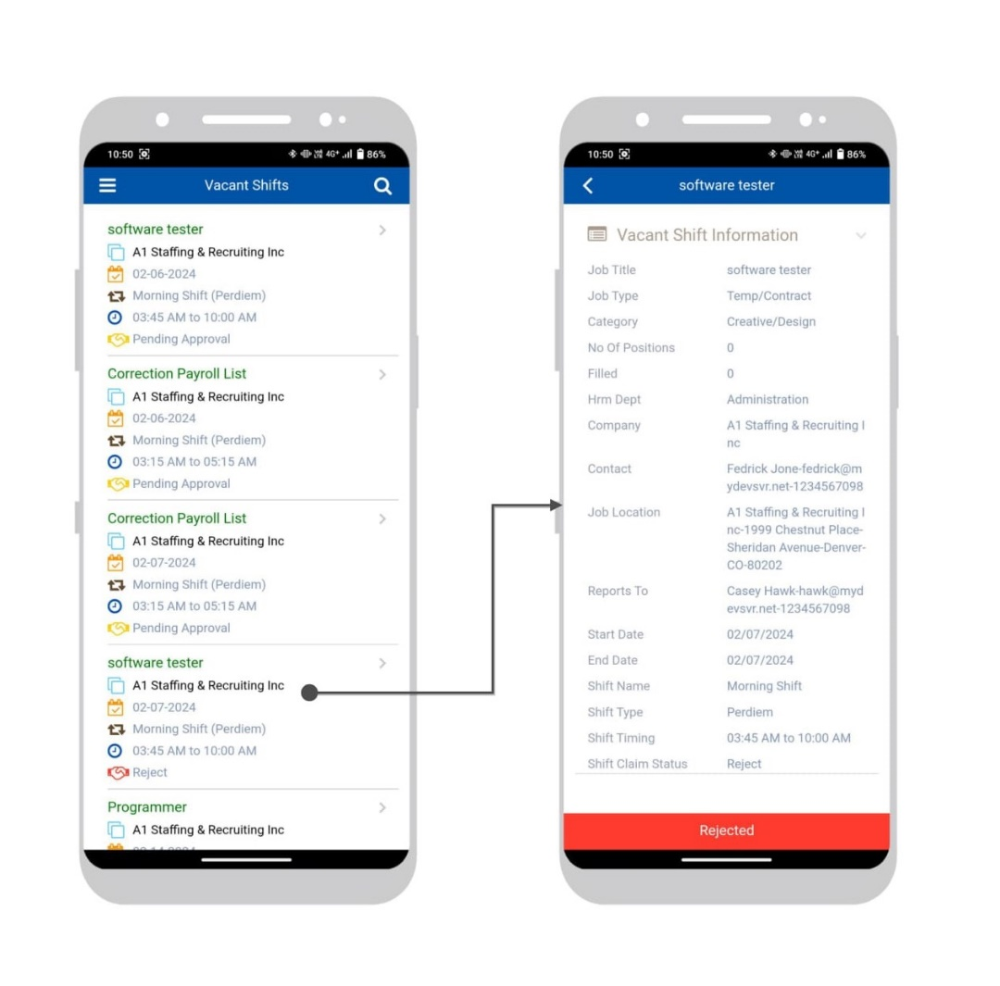 10:50 4G+ 86%
Vacant Shifts
software tester
A1 Staffing & Recruiting Inc
02-06-2024
Morning Shift (Perdiem)
03:45 AM to 10:00 AM
Pending Approval
Correction Payroll List
A1 Staffing & Recruiting Inc
02-06-2024
Morning Shift (Perdiem)
03:15 AM to 05:15 AM
Pending Approval
Correction Payroll List
A1 Staffing & Recruiting Inc
02-07-2024
Morning Shift (Perdiem)
03:15 AM to 05:15 AM
Pending Approval
software tester
A1 Staffing & Recruiting Inc
02-07-2024
Morning Shift (Perdiem)
03:45 AM to 10:00 AM
Reject
Programmer
A1 Staffing & Recruiting Inc
10:50 4G+ 86%
software tester
Vacant Shift Information
Job Title software tester
Job Type Temp/Contract
Category Creative/Design
No Of Positions 0
Filled 0
Hrm Dept Administration
Company A1 Staffing & Recruiting I
nc
Contact Fedrick Jone-fedrick@m
ydevsvr.net-1234567098
Job Location A1 Staffing & Recruiting I
nc-1999 Chestnut Place-
Sheridan Avenue-Denver-
CO-80202
Reports To Casey Hawk-hawk@myd
evsvr.net-1234567098
Start Date 02/07/2024
End Date 02/07/2024
Shift Name Morning Shift
Shift Type Perdiem
Shift Timing 03:45 AM to 10:00 AM
Shift Claim Status Reject
Rejected